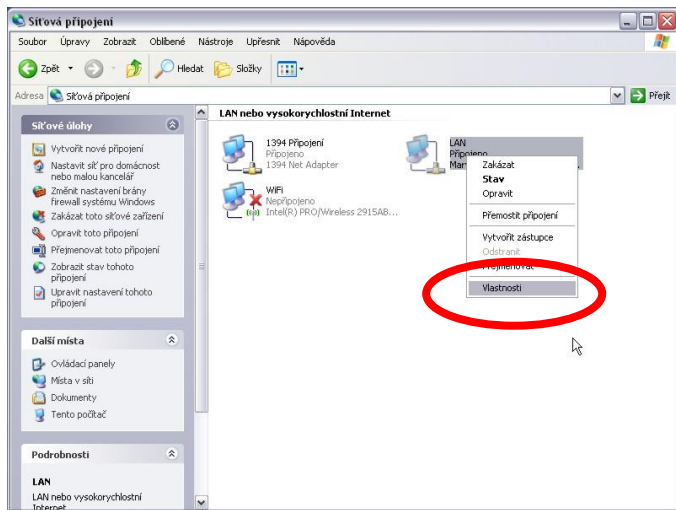 Síťová připojení
Soubor Úpravy Zobrazit Oblíbené Nástroje Upřesnit Nápověda
Zpět Hledat Složky
Adresa Síťová připojení Přejít
Síťové úlohy
Vytvořit nové připojení
Nastavit síť pro domácnost
nebo malou kancelář
Změnit nastavení brány
firewall systému Windows
Zakázat toto síťové zařízení
Opravit toto připojení
Přejmenovat toto připojení
Zobrazit stav tohoto
připojení
Upravit nastavení tohoto
připojení
Další místa
Ovládací panely
Místa v síti
Dokumenty
Tento počítač
Podrobnosti
LAN
LAN nebo vysokorychlostní
Internet
LAN nebo vysokorychlostní Internet
1394 Připojení
Připojeno
1394 Net Adapter
LAN
Připojeno
WiFi
Nepřipojeno
Intel(R) PRO/Wireless 2915AB...
Zakázat
Stav
Opravit
Přemostit připojení
Vytvořit zástupce
Odstranit
Přejmenovat
Vlastnosti